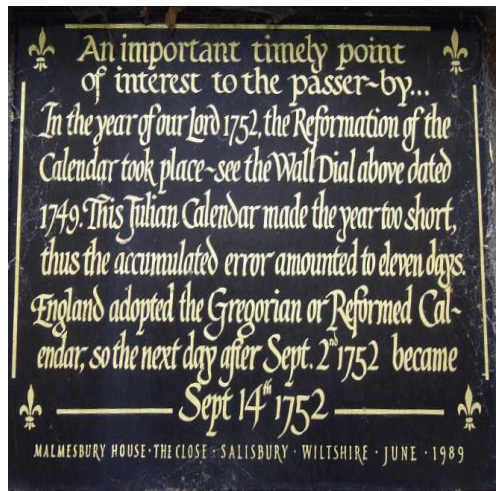 An important timely point
of interest to the passer-by...
In the year of our Lord 1752, the Reformation of the
Calendar took place~see the Wall Dial above dated
1749. This Julian Calendar made the year too short,
thus the accumulated error amounted to eleven days.
England adopted the Gregorian or Reformed Cal-
endar, so the next day after Sept. 2nd 1752 became
Sept 14th 1752
MALMESBURY HOUSE · THE CLOSE · SALISBURY · WILTSHIRE · JUNE · 1989